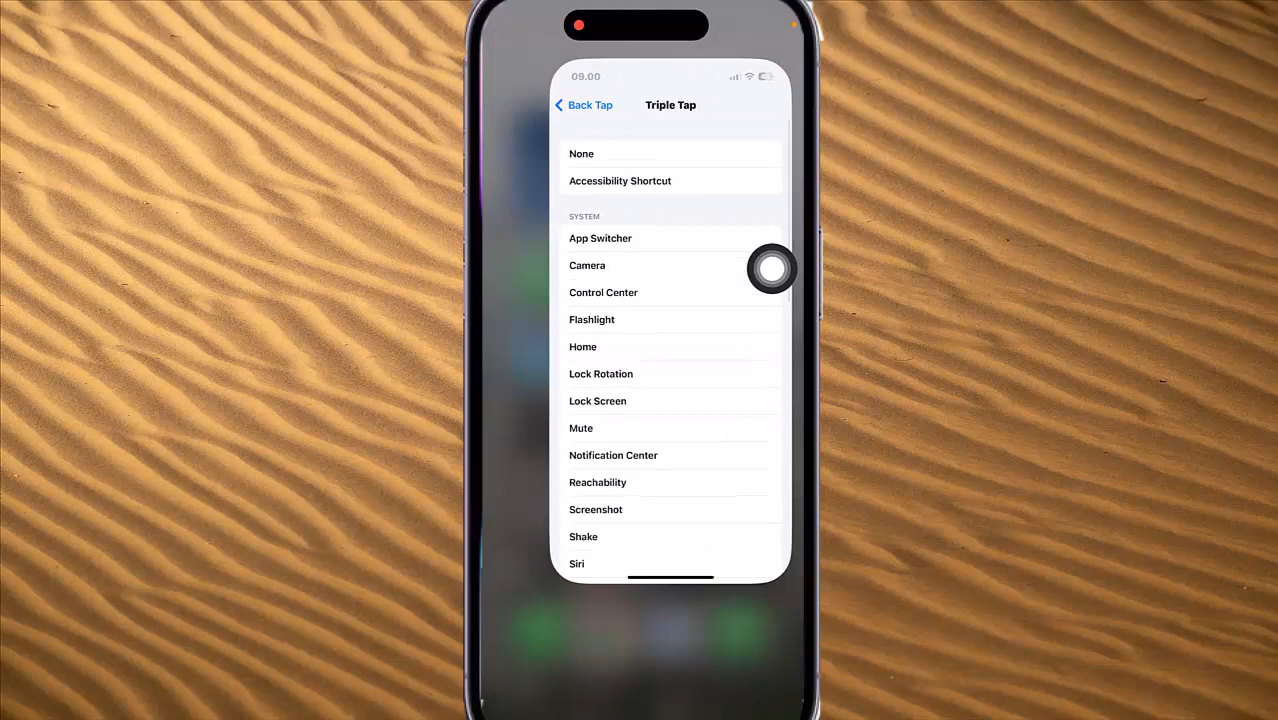 09.00
Back Tap
Triple Tap
None
Accessibility Shortcut
SYSTEM
App Switcher
Camera
Control Center
Flashlight
Home
Lock Rotation
Lock Screen
Mute
Notification Center
Reachability
Screenshot
Shake
Siri